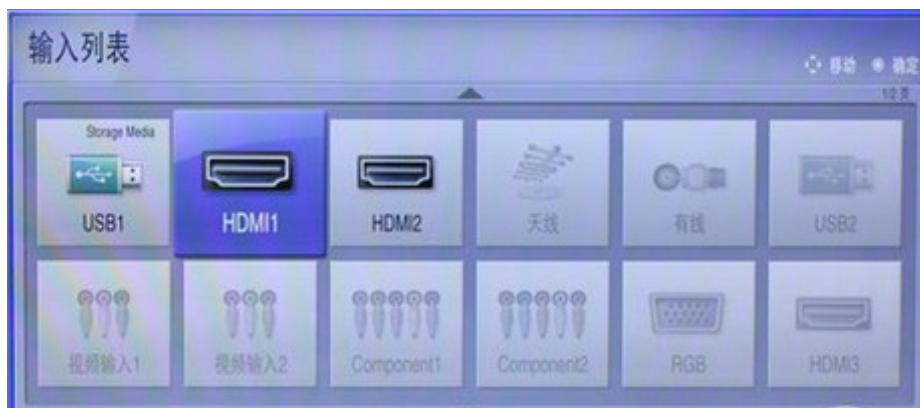 输入列表
移动 确定
1/2 页
Storage Media
USB1
HDMI1
HDMI2
天线
有线
USB2
视频输入1
视频输入2
Component1
Component2
RGB
HDMI3